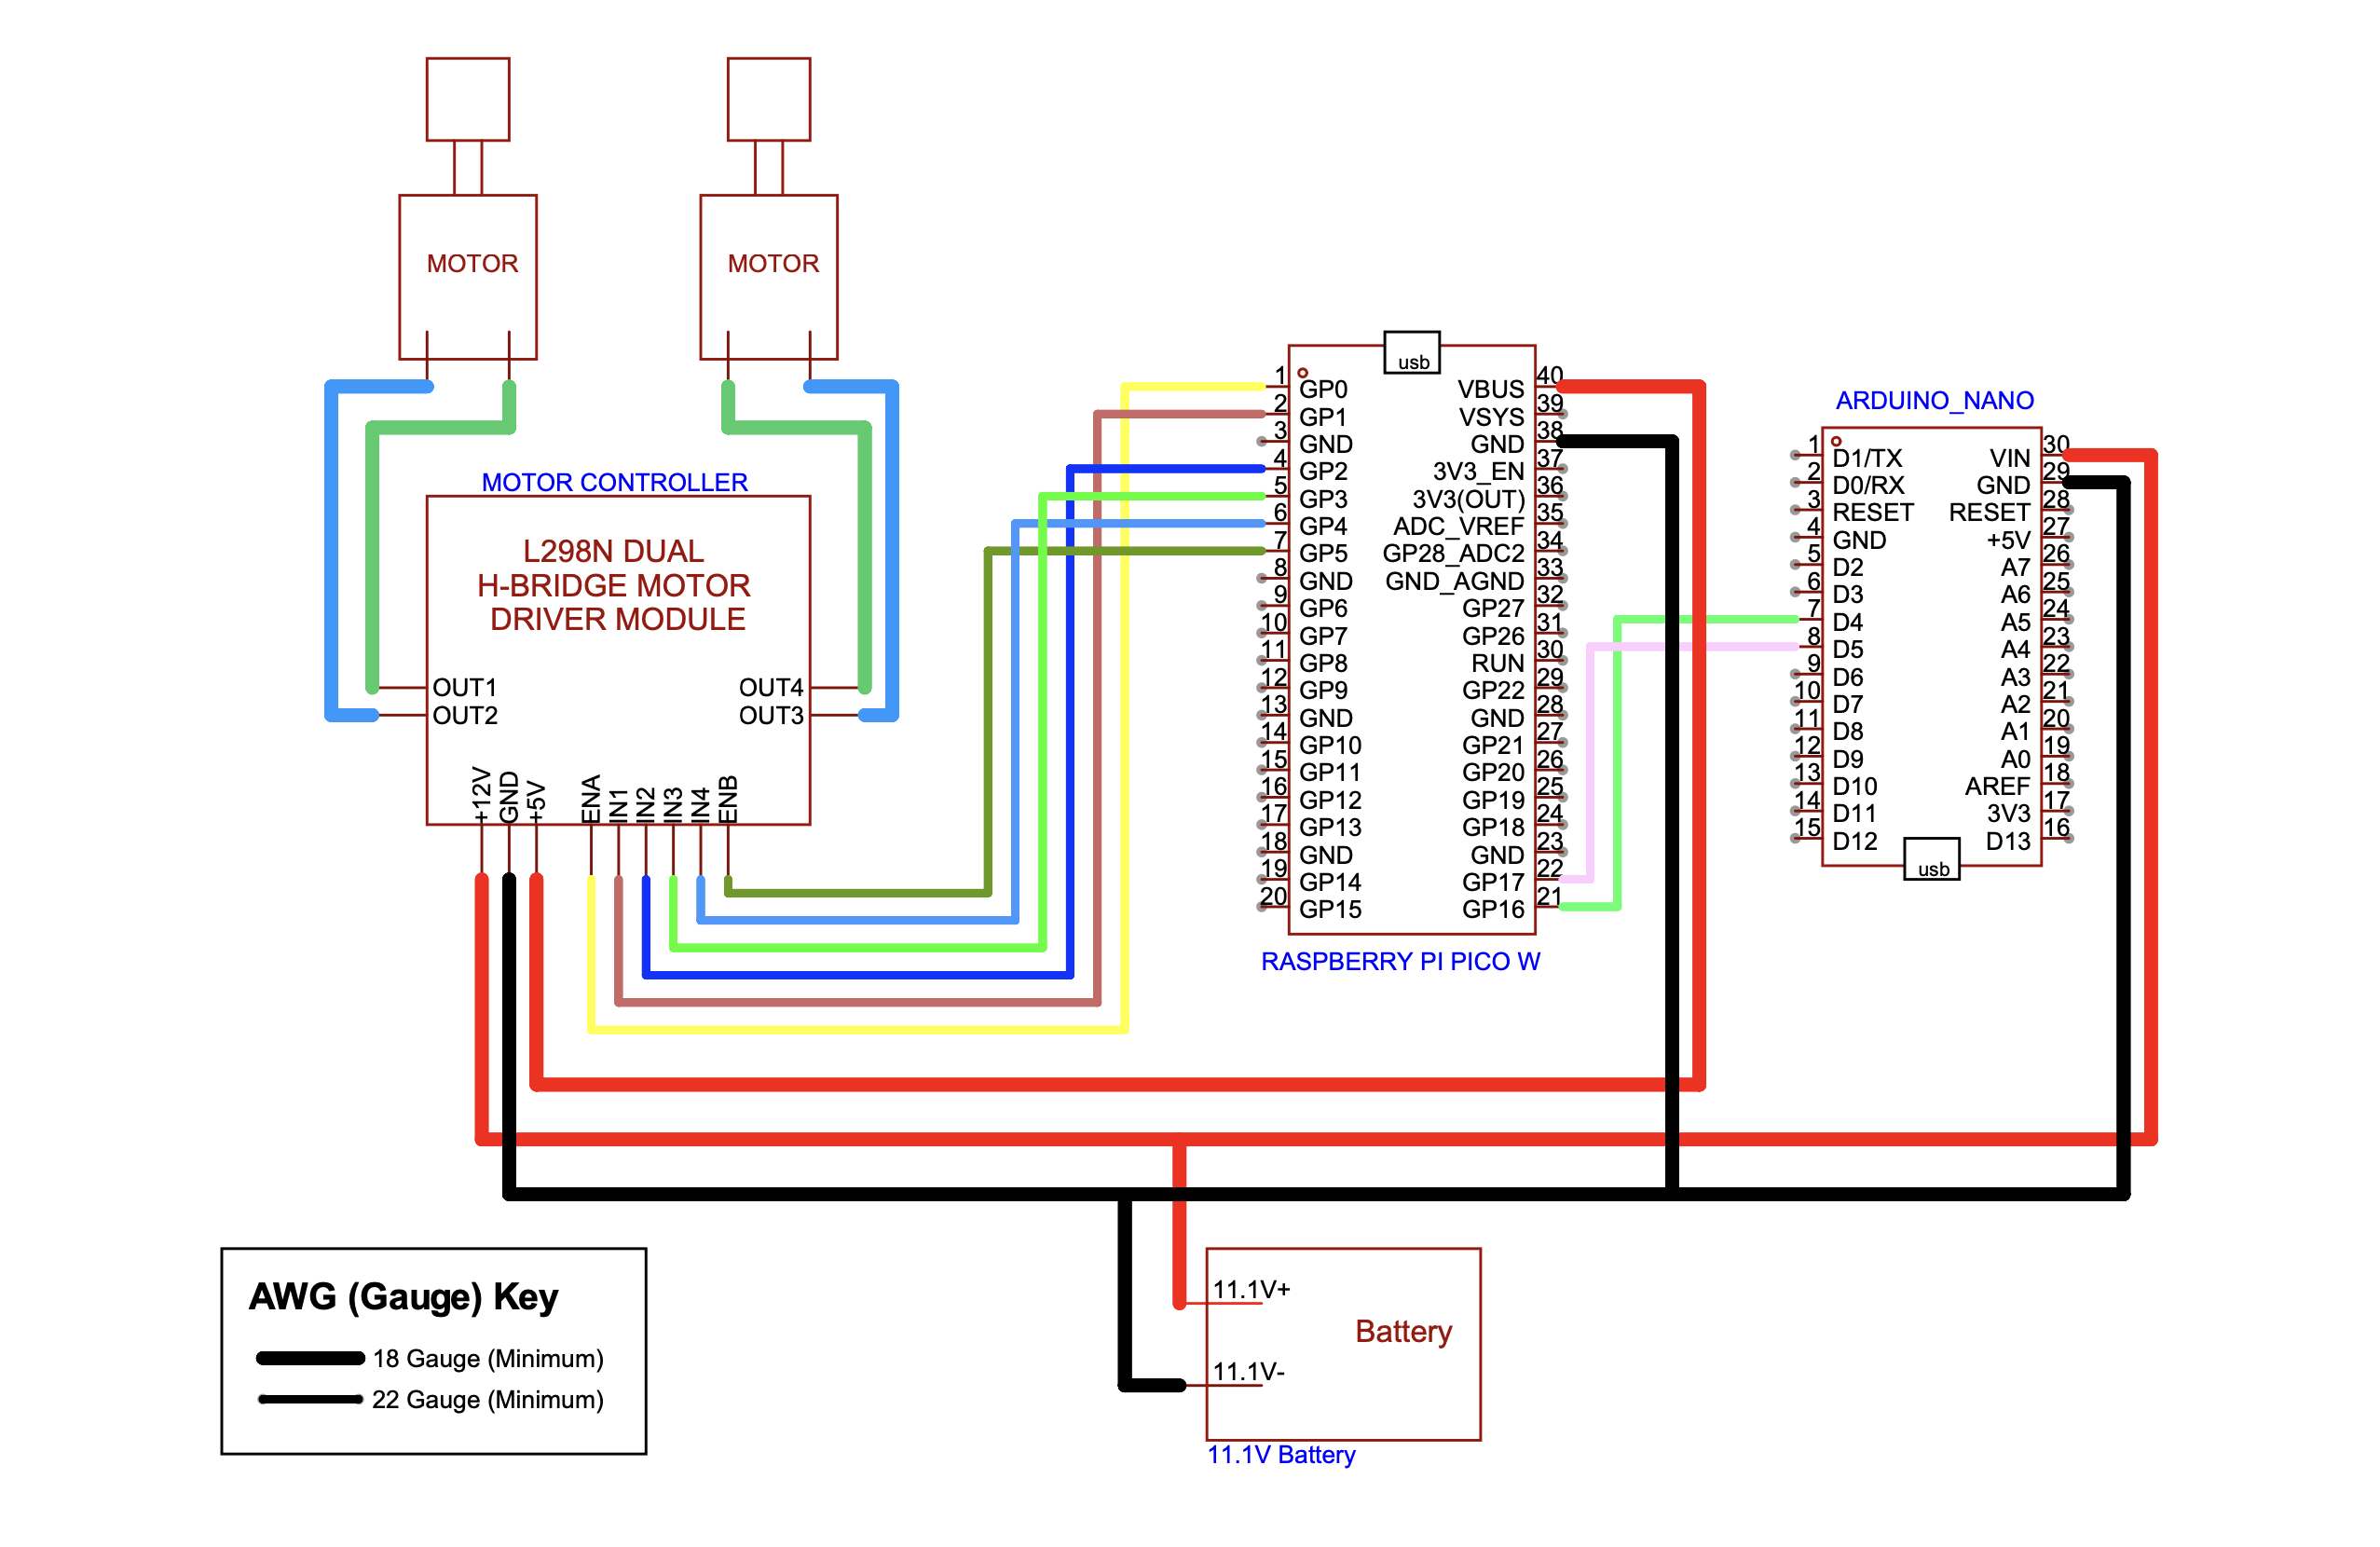 MOTOR
MOTOR
MOTOR CONTROLLER
L298N DUAL
H-BRIDGE MOTOR
DRIVER MODULE
OUT1
OUT2
OUT4
OUT3
+12V
GND
+5V
ENA
IN1
IN2
IN3
IN4
ENB
usb
1 GP0
2 GP1
3 GND
4 GP2
5 GP3
6 GP4
7 GP5
8 GND
9 GP6
10 GP7
11 GP8
12 GP9
13 GND
14 GP10
15 GP11
16 GP12
17 GP13
18 GND
19 GP14
20 GP15
VBUS 40
VSYS 39
GND 38
3V3_EN 37
3V3(OUT) 36
ADC_VREF 35
GP28_ADC2 34
GND_AGND 33
GP27 32
GP26 31
RUN 30
GP22 29
GND 28
GP21 27
GP20 26
GP19 25
GP18 24
GND 23
GP17 22
GP16 21
RASPBERRY PI PICO W
ARDUINO_NANO
1 D1/TX
2 D0/RX
3 RESET
4 GND
5 D2
6 D3
7 D4
8 D5
9 D6
10 D7
11 D8
12 D9
13 D10
14 D11
15 D12
VIN 30
GND 29
RESET 28
+5V 27
A7 26
A6 25
A5 24
A4 23
A3 22
A2 21
A1 20
A0 19
AREF 18
3V3 17
D13 16
usb
AWG (Gauge) Key
18 Gauge (Minimum)
22 Gauge (Minimum)
11.1V+
Battery
11.1V-
11.1V Battery